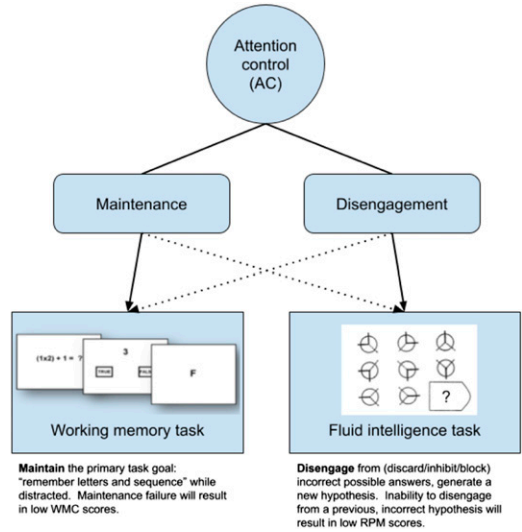 Attention
control
(AC)
Maintenance
Disengagement
(1x2) + 1 = ?
3
TRUE
F
?
Working memory task
Fluid intelligence task
Maintain the primary task goal:
"remember letters and sequence" while
distracted. Maintenance failure will result
in low WMC scores.
Disengage from (discard/inhibit/block)
incorrect possible answers, generate a
new hypothesis. Inability to disengage
from a previous, incorrect hypothesis will
result in low RPM scores.